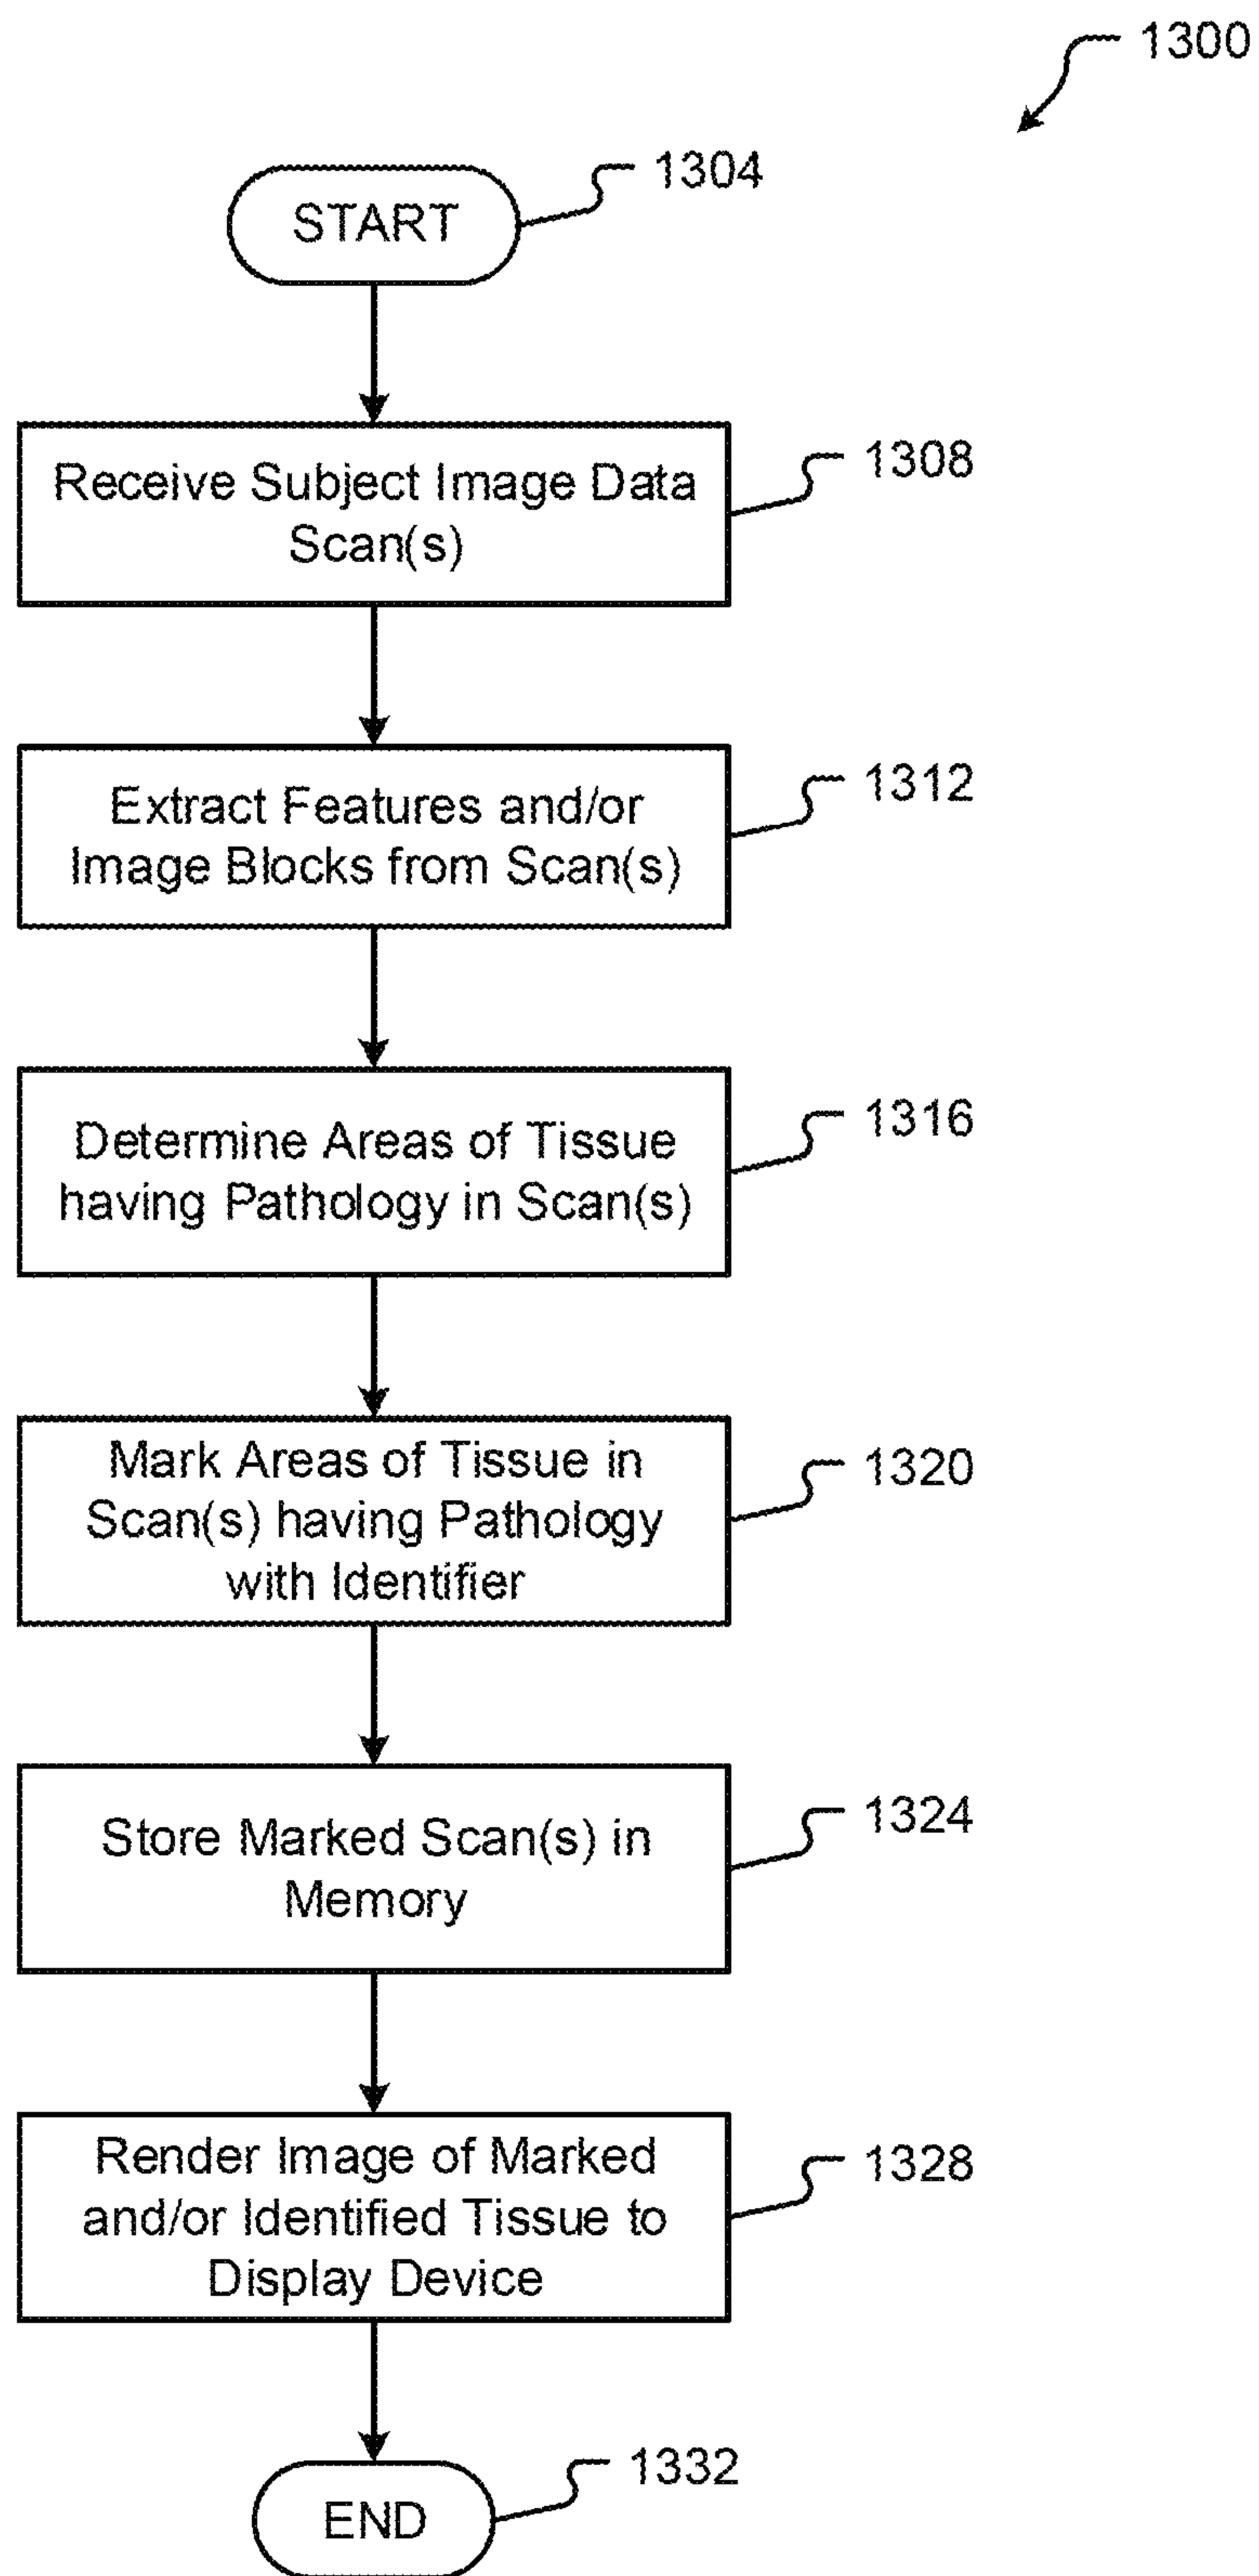 1300
1304
START
1308
Receive Subject Image Data
Scan(s)
1312
Extract Features and/or
Image Blocks from Scan(s)
1316
Determine Areas of Tissue
having Pathology in Scan(s)
1320
Mark Areas of Tissue in
Scan(s) having Pathology
with Identifier
1324
Store Marked Scan(s) in
Memory
1328
Render Image of Marked
and/or Identified Tissue to
Display Device
1332
END